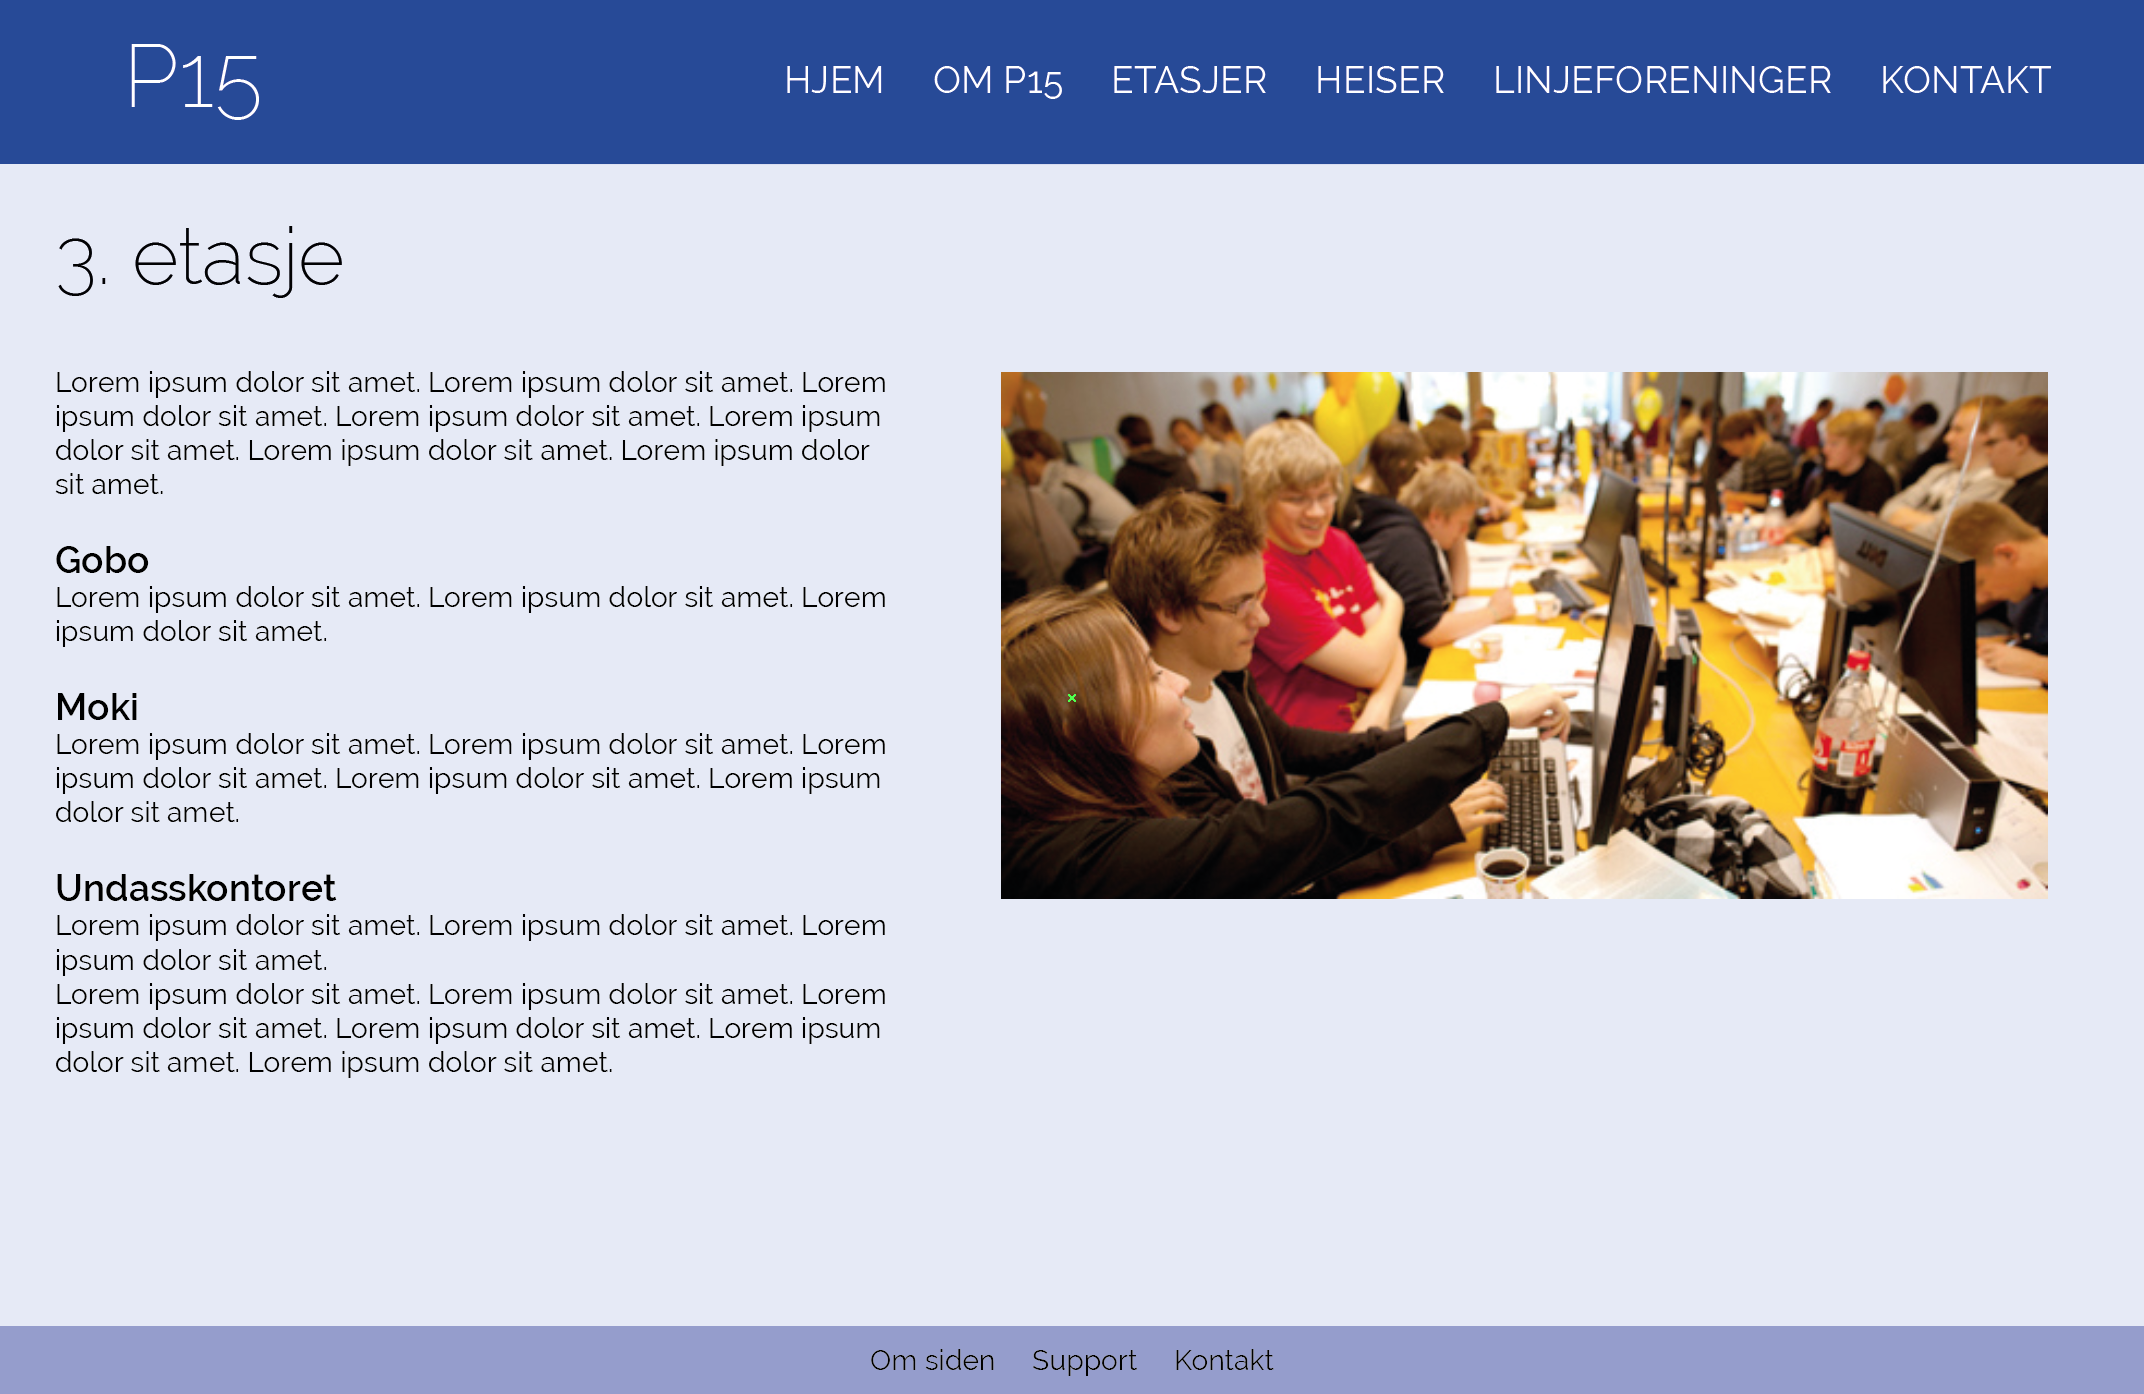 P15
HJEM OM P15 ETASJER HEISER LINJEFORENINGER KONTAKT
3. etasje
Lorem ipsum dolor sit amet. Lorem ipsum dolor sit amet. Lorem
ipsum dolor sit amet. Lorem ipsum dolor sit amet. Lorem ipsum
dolor sit amet. Lorem ipsum dolor sit amet. Lorem ipsum dolor
sit amet.
Gobo
Lorem ipsum dolor sit amet. Lorem ipsum dolor sit amet. Lorem
ipsum dolor sit amet.
Moki
Lorem ipsum dolor sit amet. Lorem ipsum dolor sit amet. Lorem
ipsum dolor sit amet. Lorem ipsum dolor sit amet. Lorem ipsum
dolor sit amet.
Undasskontoret
Lorem ipsum dolor sit amet. Lorem ipsum dolor sit amet. Lorem
ipsum dolor sit amet.
Lorem ipsum dolor sit amet. Lorem ipsum dolor sit amet. Lorem
ipsum dolor sit amet. Lorem ipsum dolor sit amet. Lorem ipsum
dolor sit amet. Lorem ipsum dolor sit amet.
Om siden Support Kontakt